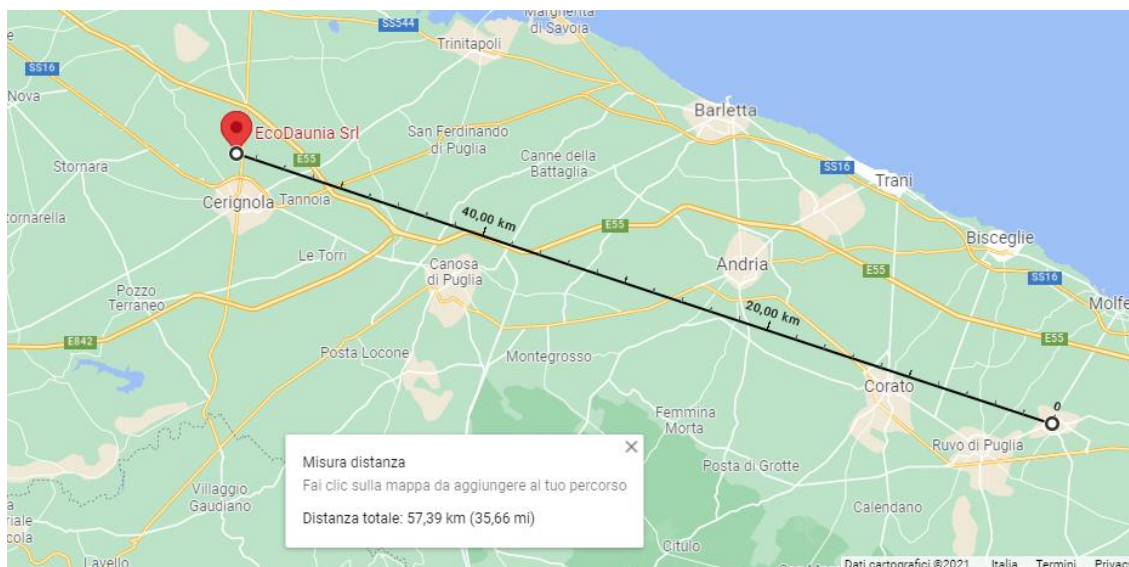 SS544
Margherita
di Savoia
Trinitapoli
SS16
Nova
Barletta
EcoDaunia Srl
San Ferdinando
di Puglia
E55
Stornara
Canne della
Battaglia
SS16
Trani
Cerignola
Tannoia
tornarella
40,00 km
E55
Bisceglie
Le Torri
Canosa
di Puglia
Andria
E55
SS16
Pozzo
Terraneo
20,00 km
Molfe
E842
E55
Posta Locone
Montegrosso
Corato
0
Femmina
Morta
Ruvo di Puglia
Misura distanza
Fai clic sulla mappa da aggiungere al tuo percorso
Distanza totale: 57,39 km (35,66 mi)
Posta di Grotte
Villaggio
Gaudiano
Calendano
riale
cola
Citulo
Lavello
Dati cartografici ©2021 Italia Termini Privac